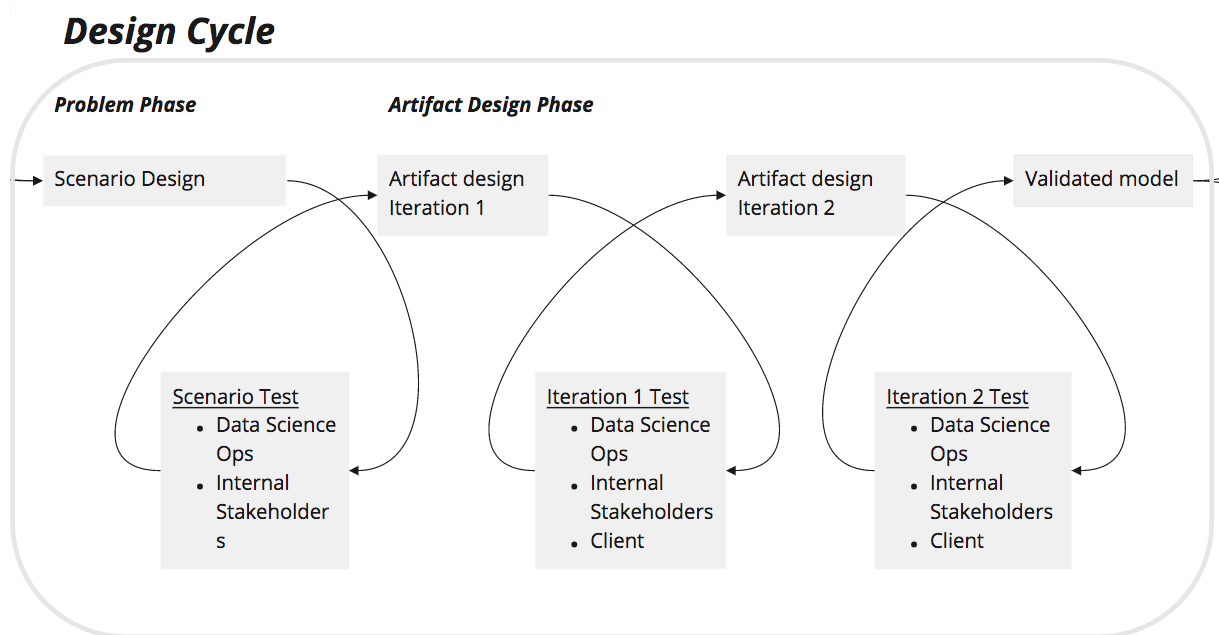 Design Cycle
Problem Phase
Artifact Design Phase
Scenario Design
Artifact design
Iteration 1
Artifact design
Iteration 2
Validated model
Scenario Test
• Data Science
Ops
• Internal
Stakeholder
s
Iteration 1 Test
• Data Science
Ops
• Internal
Stakeholders
• Client
Iteration 2 Test
• Data Science
Ops
• Internal
Stakeholders
• Client